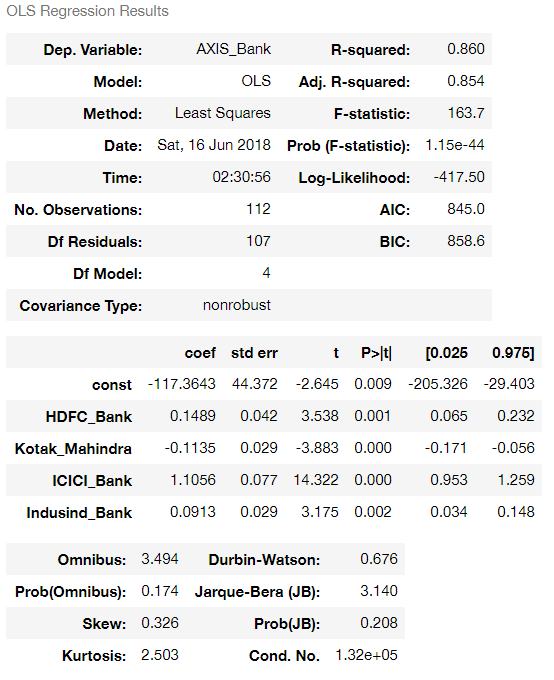 OLS Regression Results
Dep. Variable: AXIS_Bank R-squared: 0.860
Model: OLS Adj. R-squared: 0.854
Method: Least Squares F-statistic: 163.7
Date: Sat, 16 Jun 2018 Prob (F-statistic): 1.15e-44
Time: 02:30:56 Log-Likelihood: -417.50
No. Observations: 112 AIC: 845.0
Df Residuals: 107 BIC: 858.6
Df Model: 4
Covariance Type: nonrobust
coef std err t P>|t| [0.025 0.975]
const -117.3643 44.372 -2.645 0.009 -205.326 -29.403
HDFC_Bank 0.1489 0.042 3.538 0.001 0.065 0.232
Kotak_Mahindra -0.1135 0.029 -3.883 0.000 -0.171 -0.056
ICICI_Bank 1.1056 0.077 14.322 0.000 0.953 1.259
Indusind_Bank 0.0913 0.029 3.175 0.002 0.034 0.148
Omnibus: 3.494 Durbin-Watson: 0.676
Prob(Omnibus): 0.174 Jarque-Bera (JB): 3.140
Skew: 0.326 Prob(JB): 0.208
Kurtosis: 2.503 Cond. No. 1.32e+05